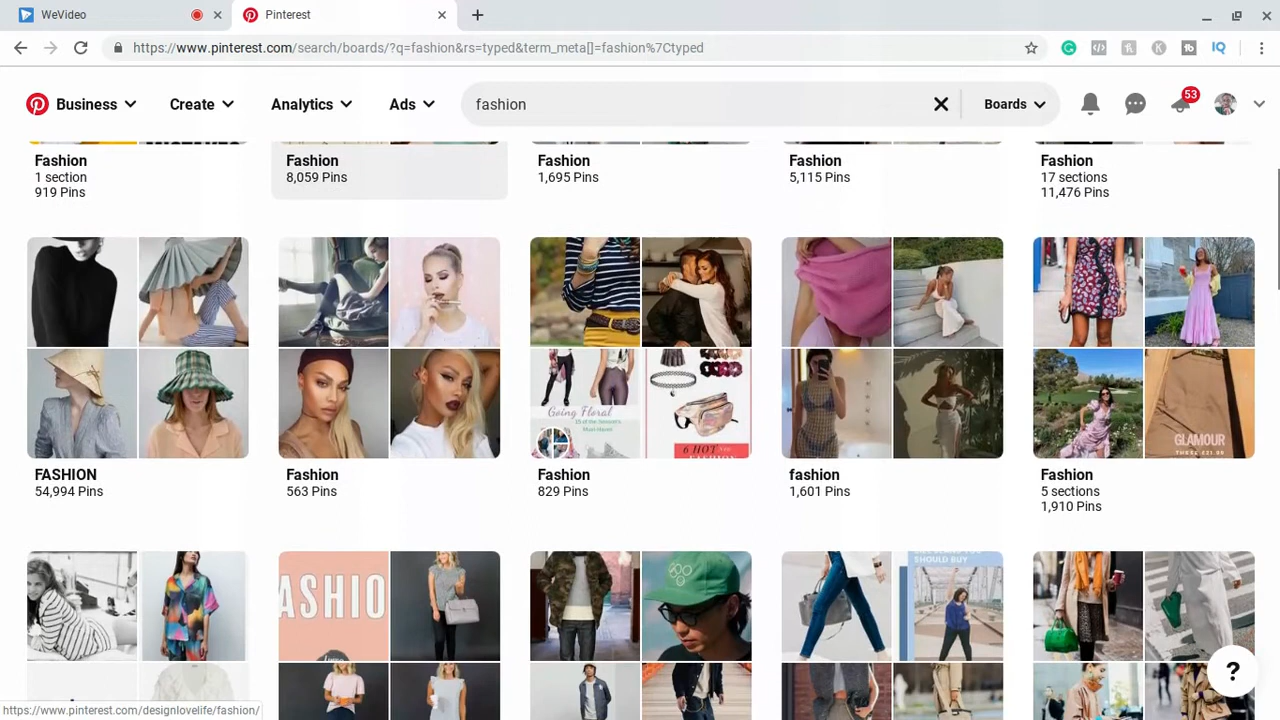 WeVideo
Pinterest
https://www.pinterest.com/search/boards/?q=fashion&rs=typed&term_meta[]=fashion%7Ctyped
Business Create Analytics Ads fashion Boards 53
Fashion
1 section
919 Pins
Fashion
8,059 Pins
Fashion
1,695 Pins
Fashion
5,115 Pins
Fashion
17 sections
11,476 Pins
Going Floral
GLAMOUR
FASHION
54,994 Pins
Fashion
563 Pins
Fashion
829 Pins
fashion
1,601 Pins
Fashion
5 sections
1,910 Pins
ASHIO
SHOULD BUY
?
https://www.pinterest.com/designlovelife/fashion/